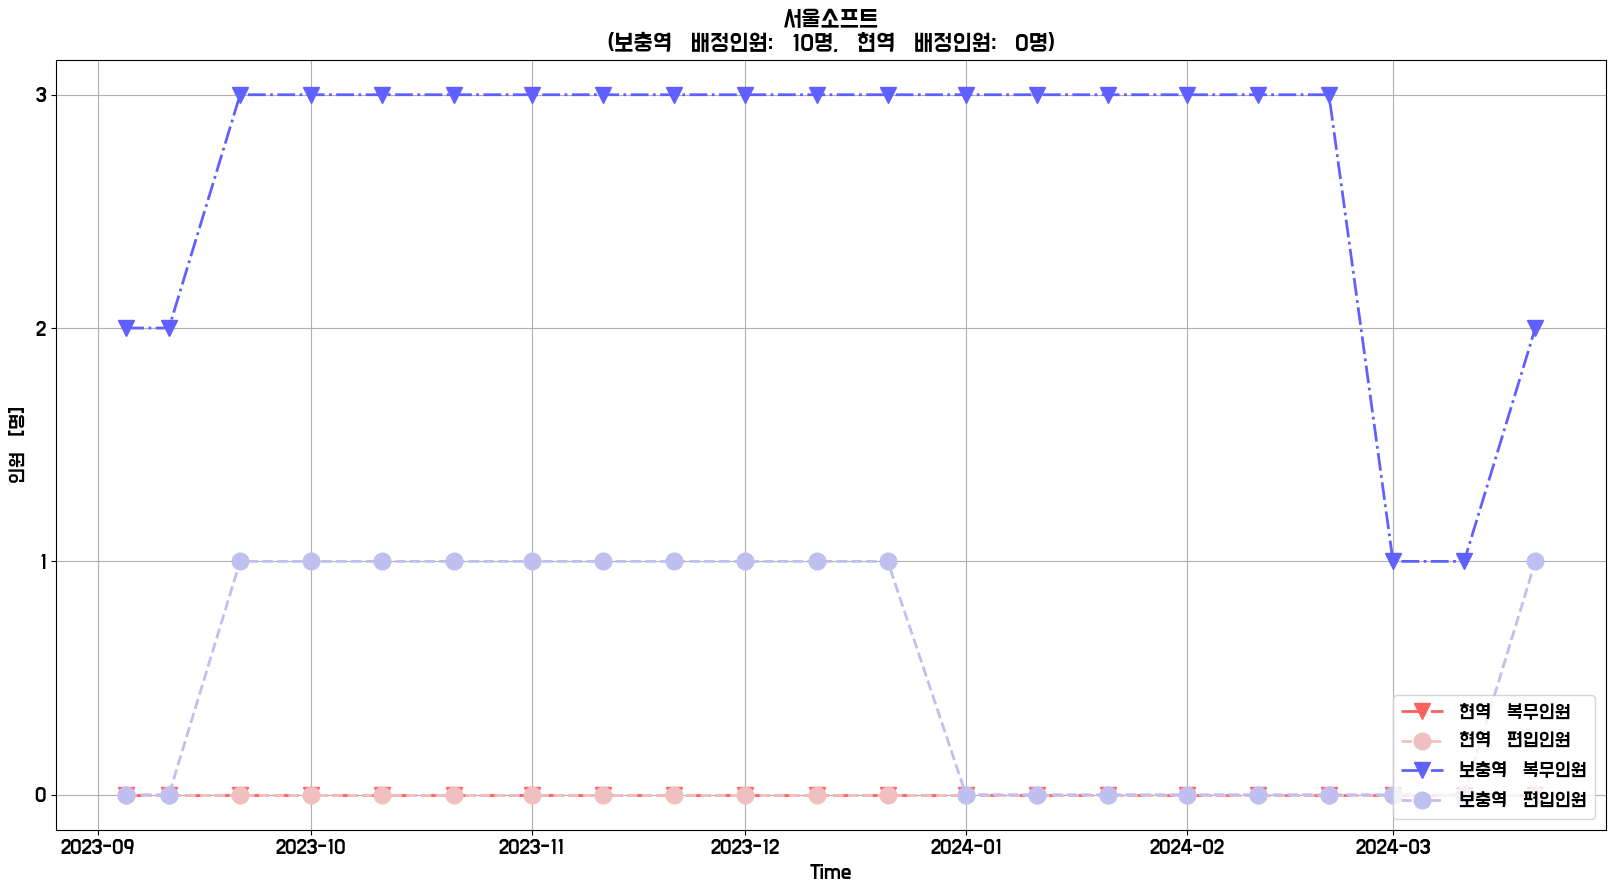 서울소프트
(보충역 배정인원: 10명, 현역 배정인원: 0명)
3
2
1
0
인원 [명]
2023-09 2023-10 2023-11 2023-12 2024-01 2024-02 2024-03
Time
현역 복무인원
현역 편입인원
보충역 복무인원
보충역 편입인원